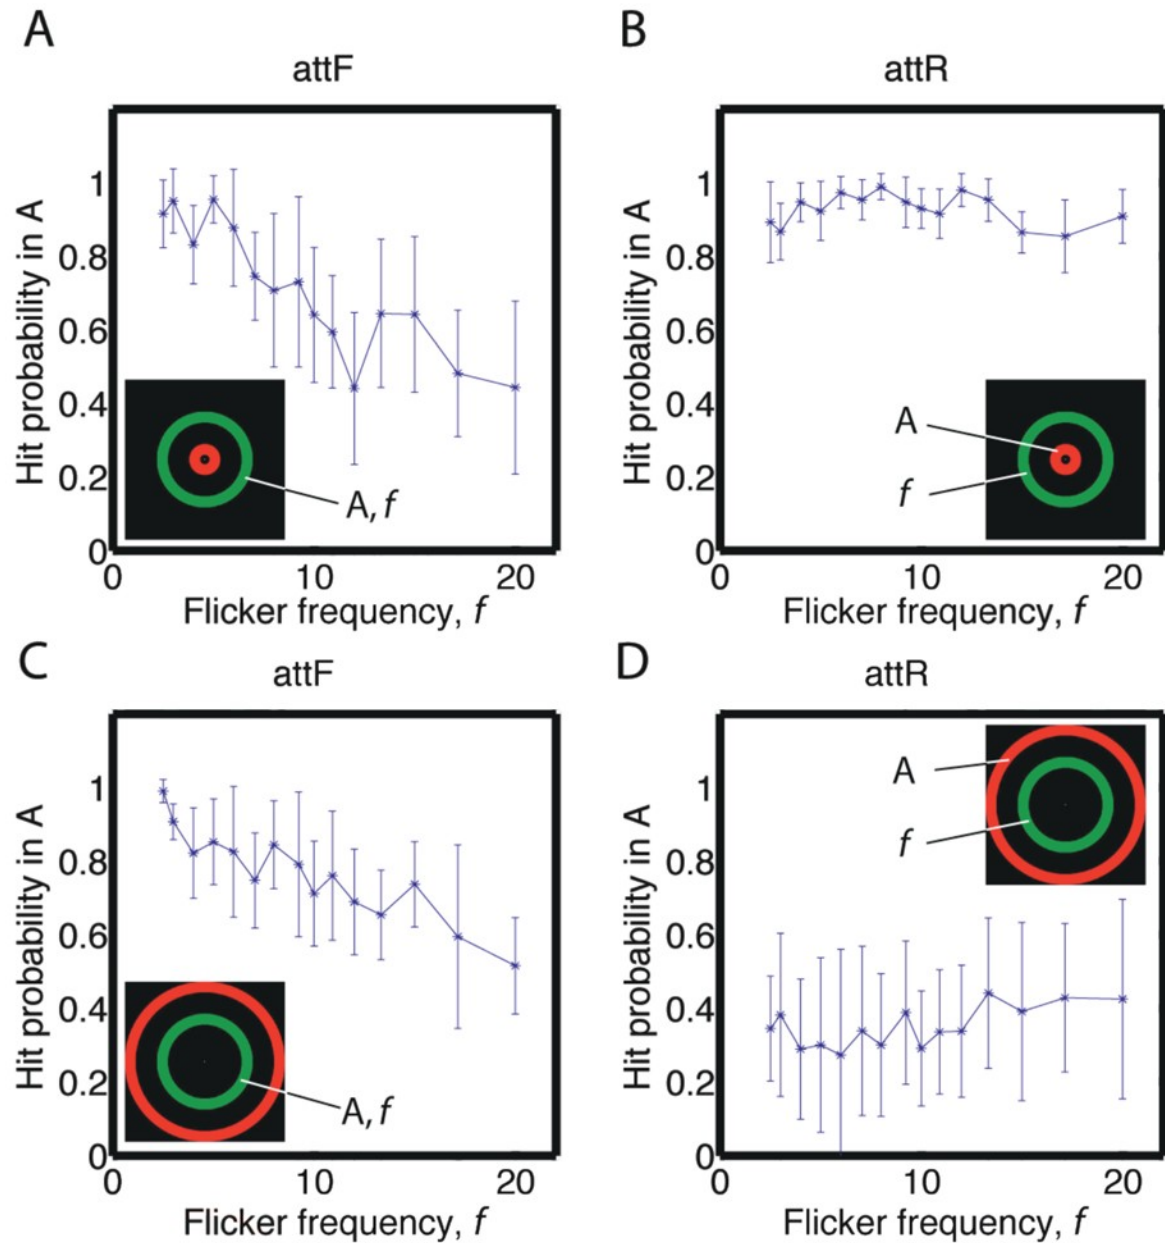 A
attF
Hit probability in A
1
0.8
0.6
0.4
0.2
0
A, f
0
10
20
Flicker frequency, f
B
attR
Hit probability in A
1
0.8
0.6
0.4
0.2
0
A
f
0
10
20
Flicker frequency, f
C
attF
Hit probability in A
1
0.8
0.6
0.4
0.2
0
A, f
0
10
20
Flicker frequency, f
D
attR
Hit probability in A
1
0.8
0.6
0.4
0.2
0
A
f
0
10
20
Flicker frequency, f